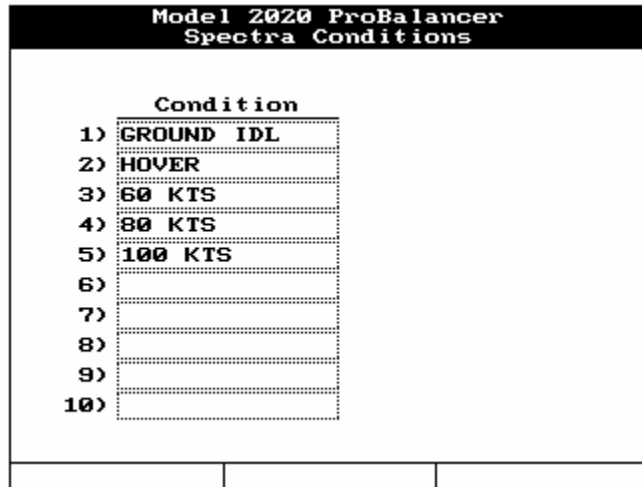 Model 2020 ProBalancer
Spectra Conditions
Condition
1) GROUND IDL
2) HOVER
3) 60 KTS
4) 80 KTS
5) 100 KTS
6)
7)
8)
9)
10)